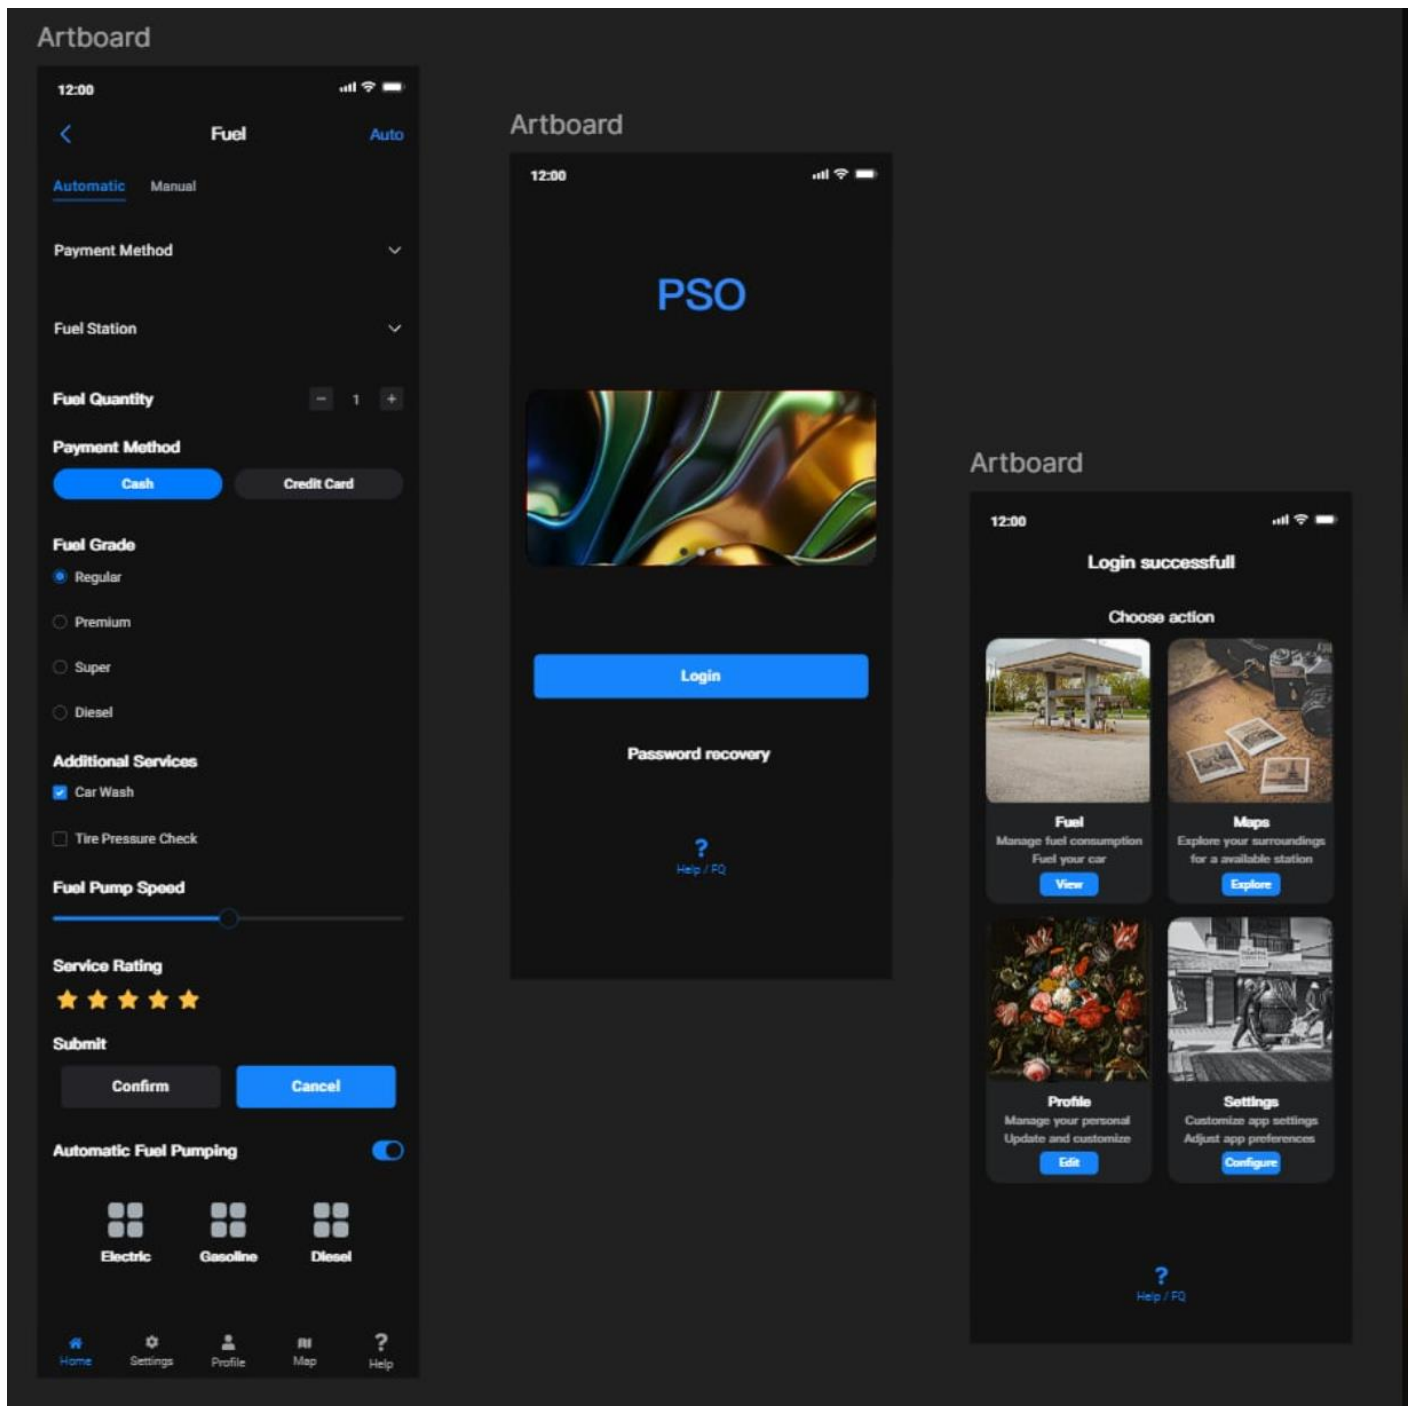 Artboard
12:00
Fuel
Auto
Automatic
Manual
Payment Method
Fuel Station
Fuel Quantity
1
Payment Method
Cash
Credit Card
Fuel Grade
Regular
Premium
Super
Diesel
Additional Services
Car Wash
Tire Pressure Check
Fuel Pump Speed
Service Rating
Submit
Confirm
Cancel
Automatic Fuel Pumping
Electric
Gasoline
Diesel
Home
Settings
Profile
Map
Help
Artboard
12:00
PSO
Login
Password recovery
?
Help / FQ
Artboard
12:00
Login successfull
Choose action
Fuel
Manage fuel consumption
Fuel your car
View
Maps
Explore your surroundings
for a available station
Explore
Profile
Manage your personal
Update and customize
Edit
Settings
Customize app settings
Adjust app preferences
Configure
?
Help / FQ